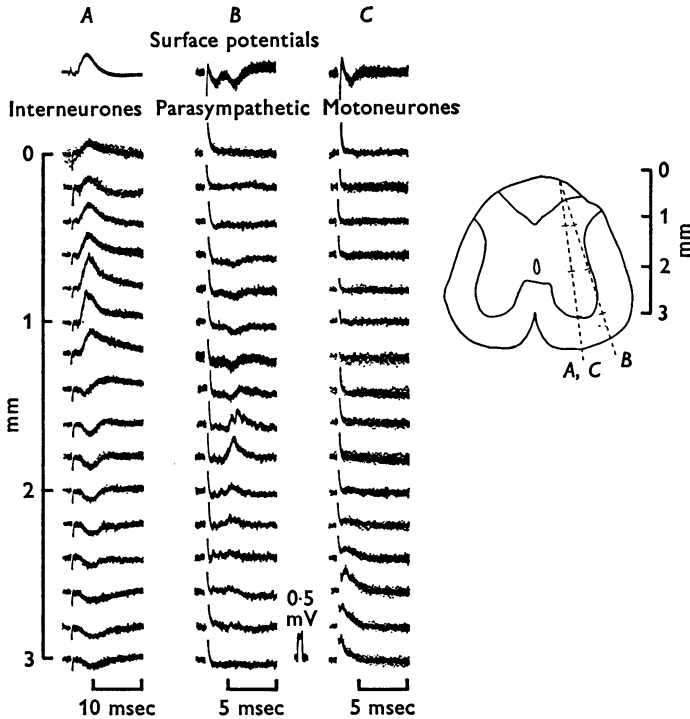 A B C
Surface potentials
Interneurones Parasympathetic Motoneurones
0
1
2
3
mm
0·5
mV
10 msec 5 msec 5 msec
0
1
2
3
mm
A, C B